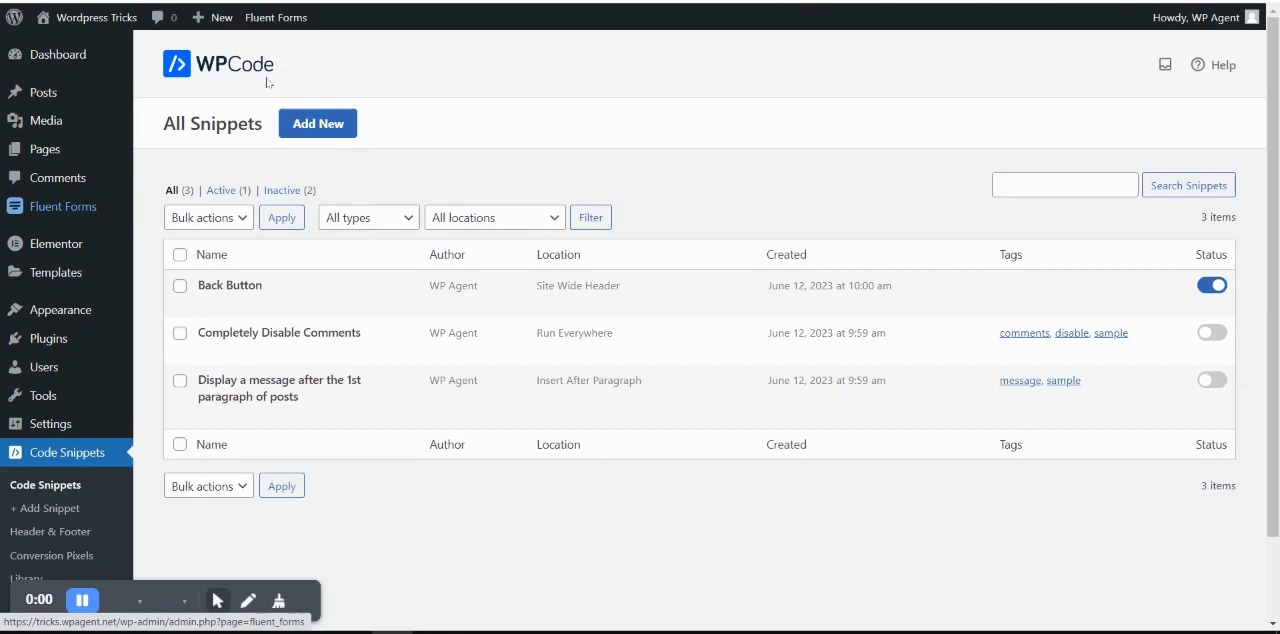 Wordpress Tricks 0 New Fluent Forms Howdy, WP Agent
Dashboard
Posts
Media
Pages
Comments
Fluent Forms
Elementor
Templates
Appearance
Plugins
Users
Tools
Settings
Code Snippets
Code Snippets
+ Add Snippet
Header & Footer
Conversion Pixels
Library
WPCode
Help
All Snippets Add New
All (3) | Active (1) | Inactive (2)
Search Snippets
Bulk actions Apply All types All locations Filter 3 items
Name Author Location Created Tags Status
Back Button WP Agent Site Wide Header June 12, 2023 at 10:00 am
Completely Disable Comments WP Agent Run Everywhere June 12, 2023 at 9:59 am comments, disable, sample
Display a message after the 1st WP Agent Insert After Paragraph June 12, 2023 at 9:59 am message, sample
paragraph of posts
Name Author Location Created Tags Status
Bulk actions Apply 3 items
0:00
https://tricks.wpagent.net/wp-admin/admin.php?page=fluent_forms